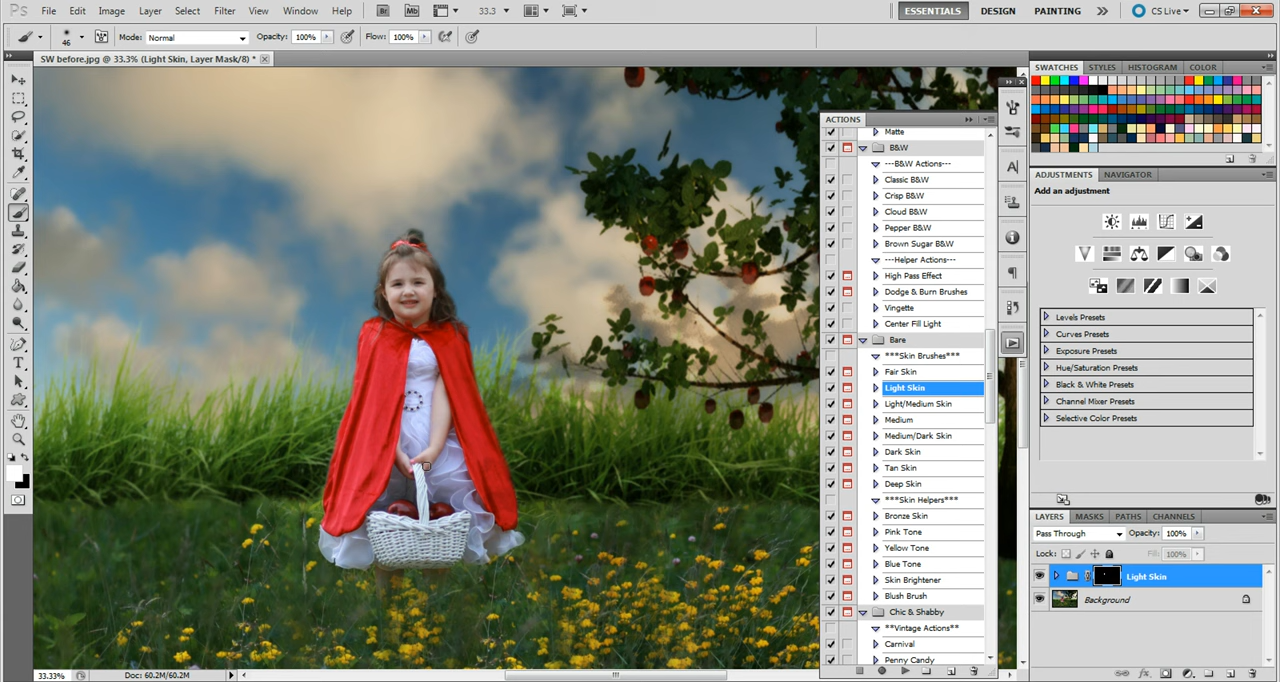 Ps File Edit Image Layer Select Filter View Window Help Br Mb 33.3 ESSENTIALS DESIGN PAINTING CS Live
46 Mode: Normal Opacity: 100% Flow: 100%
SW before.jpg @ 33.3% (Light Skin, Layer Mask/8) *
ACTIONS
Matte
B&W
---B&W Actions---
Classic B&W
Crisp B&W
Cloud B&W
Pepper B&W
Brown Sugar B&W
---Helper Actions---
High Pass Effect
Dodge & Burn Brushes
Vingette
Center Fill Light
Bare
***Skin Brushes***
Fair Skin
Light Skin
Light/Medium Skin
Medium
Medium/Dark Skin
Dark Skin
Tan Skin
Deep Skin
***Skin Helpers***
Bronze Skin
Pink Tone
Yellow Tone
Blue Tone
Skin Brightener
Blush Brush
Chic & Shabby
**Vintage Actions**
Carnival
Penny Candy
SWATCHES STYLES HISTOGRAM COLOR
ADJUSTMENTS NAVIGATOR
Add an adjustment
Levels Presets
Curves Presets
Exposure Presets
Hue/Saturation Presets
Black & White Presets
Channel Mixer Presets
Selective Color Presets
LAYERS MASKS PATHS CHANNELS
Pass Through Opacity: 100%
Lock: Fill: 100%
Light Skin
Background
33.33% Doc: 60.2M/60.2M